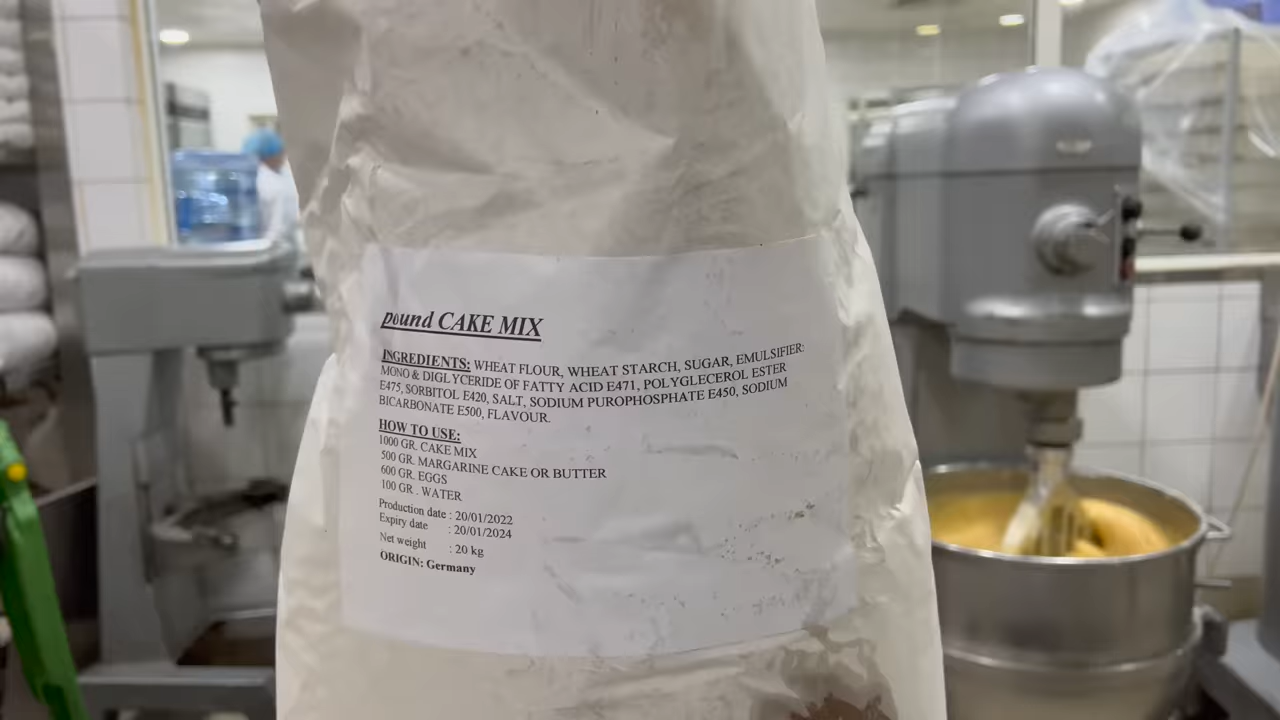 pound CAKE MIX
INGREDIENTS: WHEAT FLOUR, WHEAT STARCH, SUGAR, EMULSIFIER:
MONO & DIGLYCERIDE OF FATTY ACID E471, POLYGLECEROL ESTER
E475, SORBITOL E420, SALT, SODIUM PUROPHOSPHATE E450, SODIUM
BICARBONATE E500, FLAVOUR.
HOW TO USE:
1000 GR. CAKE MIX
500 GR. MARGARINE CAKE OR BUTTER
600 GR. EGGS
100 GR . WATER
Production date : 20/01/2022
Expiry date : 20/01/2024
Net weight : 20 kg
ORIGIN: Germany